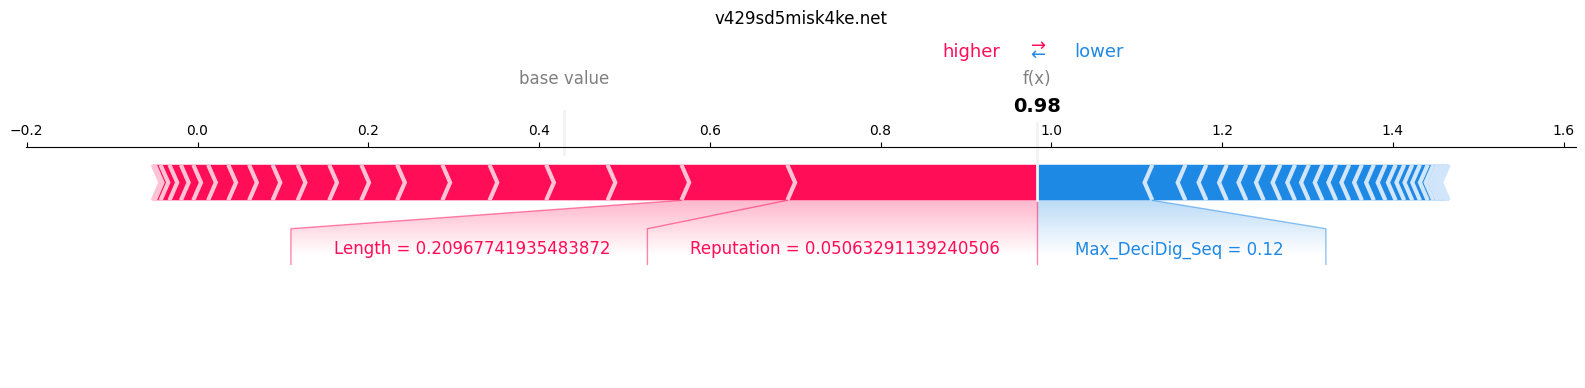 v429sd5misk4ke.net
higher ⇄ lower
base value f(x)
0.98
−0.2 0.0 0.2 0.4 0.6 0.8 1.0 1.2 1.4 1.6
Length = 0.20967741935483872 Reputation = 0.05063291139240506 Max_DeciDig_Seq = 0.12